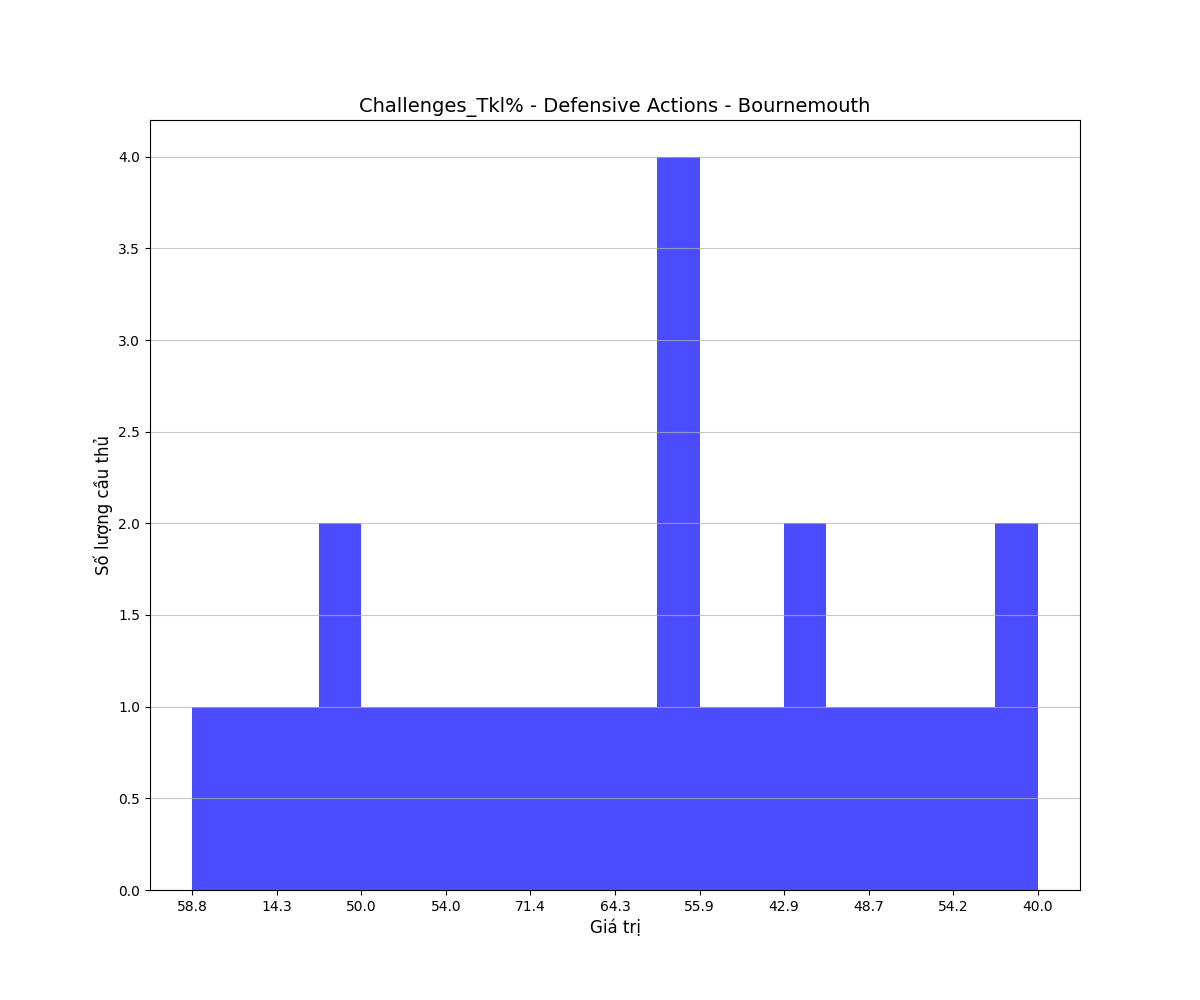 Challenges_Tkl% - Defensive Actions - Bournemouth
4.0
3.5
3.0
2.5
2.0
1.5
1.0
0.5
0.0
Số lượng cầu thủ
58.8 14.3 50.0 54.0 71.4 64.3 55.9 42.9 48.7 54.2 40.0
Giá trị